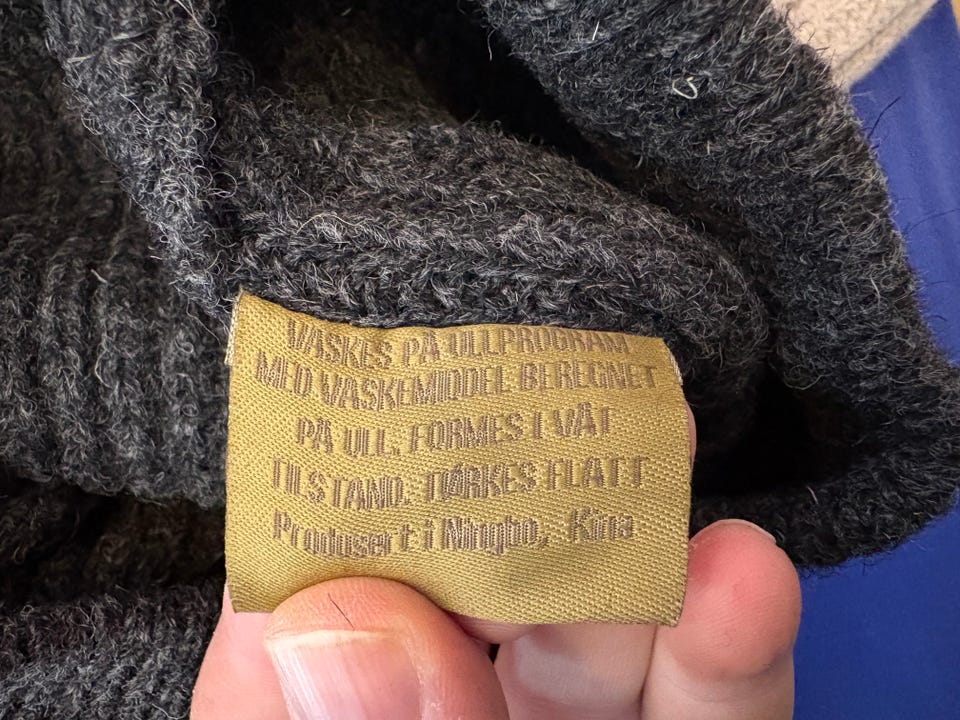 VASKES PÅ ULLPROGRAM
MED VASKEMIDDEL BEREGNET
PÅ ULL. FORMES I VÅT
TILSTAND. TØRKES FLATT
Produsert i Ningbo, Kina